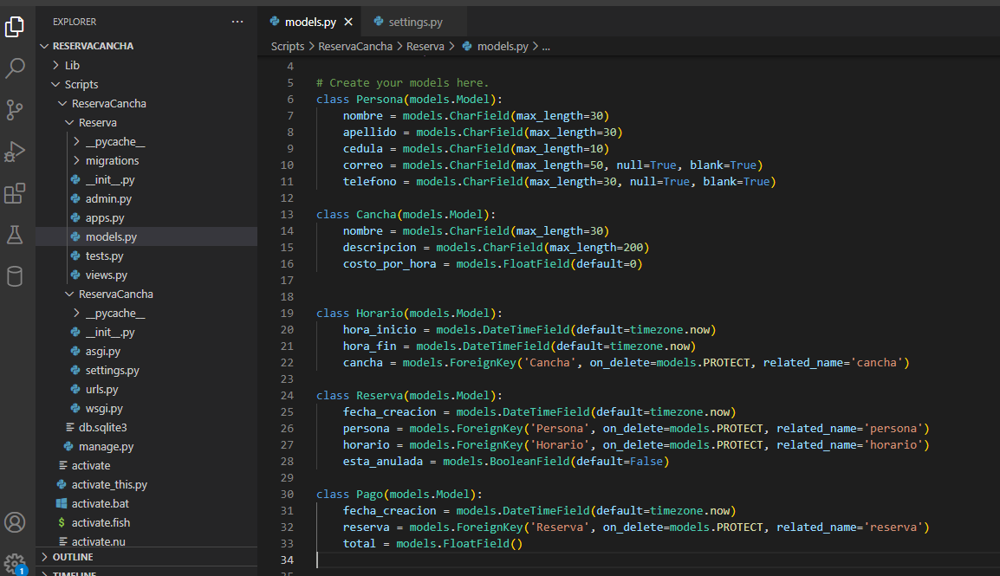 EXPLORER
...
RESERVACANCHA
Lib
Scripts
ReservaCancha
Reserva
__pycache__
migrations
__init__.py
admin.py
apps.py
models.py
tests.py
views.py
ReservaCancha
__pycache__
__init__.py
asgi.py
settings.py
urls.py
wsgi.py
db.sqlite3
manage.py
activate
activate_this.py
activate.bat
$ activate.fish
activate.nu
OUTLINE
TIMELINE
1
models.py
settings.py
Scripts > ReservaCancha > Reserva > models.py > ...
4
5 # Create your models here.
6 class Persona(models.Model):
7     nombre = models.CharField(max_length=30)
8     apellido = models.CharField(max_length=30)
9     cedula = models.CharField(max_length=10)
10     correo = models.CharField(max_length=50, null=True, blank=True)
11     telefono = models.CharField(max_length=30, null=True, blank=True)
12
13 class Cancha(models.Model):
14     nombre = models.CharField(max_length=30)
15     descripcion = models.CharField(max_length=200)
16     costo_por_hora = models.FloatField(default=0)
17
18
19 class Horario(models.Model):
20     hora_inicio = models.DateTimeField(default=timezone.now)
21     hora_fin = models.DateTimeField(default=timezone.now)
22     cancha = models.ForeignKey('Cancha', on_delete=models.PROTECT, related_name='cancha')
23
24 class Reserva(models.Model):
25     fecha_creacion = models.DateTimeField(default=timezone.now)
26     persona = models.ForeignKey('Persona', on_delete=models.PROTECT, related_name='persona')
27     horario = models.ForeignKey('Horario', on_delete=models.PROTECT, related_name='horario')
28     esta_anulada = models.BooleanField(default=False)
29
30 class Pago(models.Model):
31     fecha_creacion = models.DateTimeField(default=timezone.now)
32     reserva = models.ForeignKey('Reserva', on_delete=models.PROTECT, related_name='reserva')
33     total = models.FloatField()
34
35